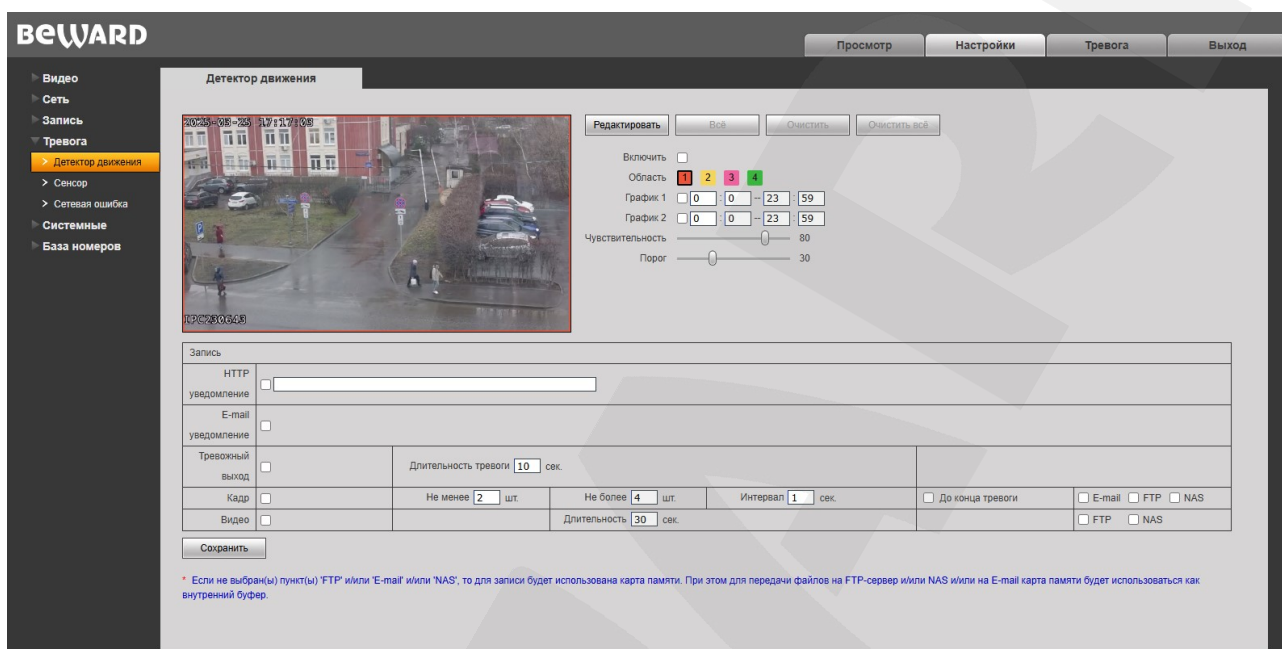 BEWARD
Просмотр
Настройки
Тревога
Выход
Видео
Сеть
Запись
Тревога
> Детектор движения
> Сенсор
> Сетевая ошибка
Системные
База номеров
Детектор движения
2025-03-25 17:17:03
IPC230643
Редактировать
Всё
Очистить
Очистить всё
Включить
Область 1 2 3 4
График 1 0 : 0 -- 23 : 59
График 2 0 : 0 -- 23 : 59
Чувствительность 80
Порог 30
Запись
HTTP
уведомление
E-mail
уведомление
Тревожный
выход
Длительность тревоги 10 сек.
Кадр Не менее 2 шт. Не более 4 шт. Интервал 1 сек. До конца тревоги E-mail FTP NAS
Видео Длительность 30 сек. FTP NAS
Сохранить
* Если не выбран(ы) пункт(ы) 'FTP' и/или 'E-mail' и/или 'NAS', то для записи будет использована карта памяти. При этом для передачи файлов на FTP-сервер и/или NAS и/или на E-mail карта памяти будет использоваться как
внутренний буфер.